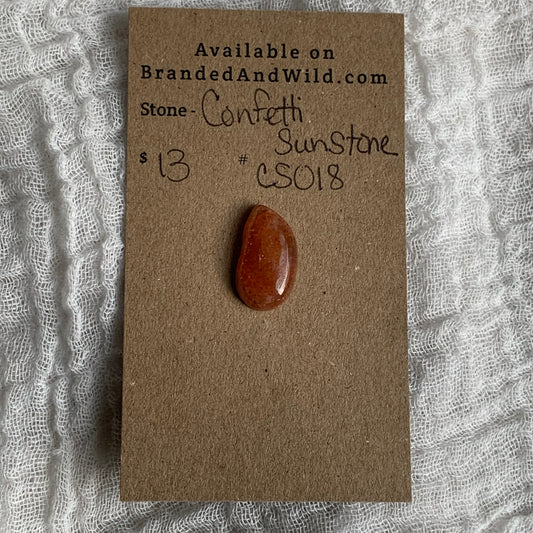 Available on
BrandedAndWild.com
Stone - Confetti
Sunstone
$ 13 # CS018